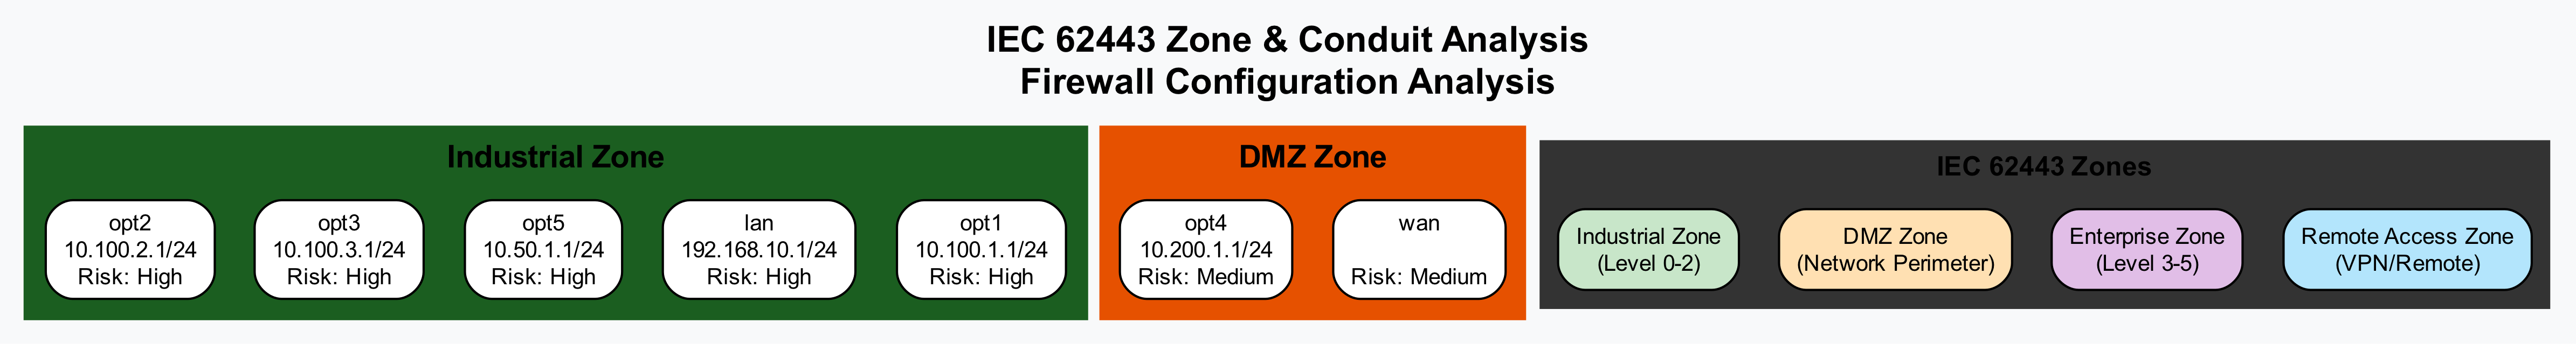 IEC 62443 Zone & Conduit Analysis
Firewall Configuration Analysis
Industrial Zone
opt2
10.100.2.1/24
Risk: High
opt3
10.100.3.1/24
Risk: High
opt5
10.50.1.1/24
Risk: High
lan
192.168.10.1/24
Risk: High
opt1
10.100.1.1/24
Risk: High
DMZ Zone
opt4
10.200.1.1/24
Risk: Medium
wan
Risk: Medium
IEC 62443 Zones
Industrial Zone
(Level 0-2)
DMZ Zone
(Network Perimeter)
Enterprise Zone
(Level 3-5)
Remote Access Zone
(VPN/Remote)